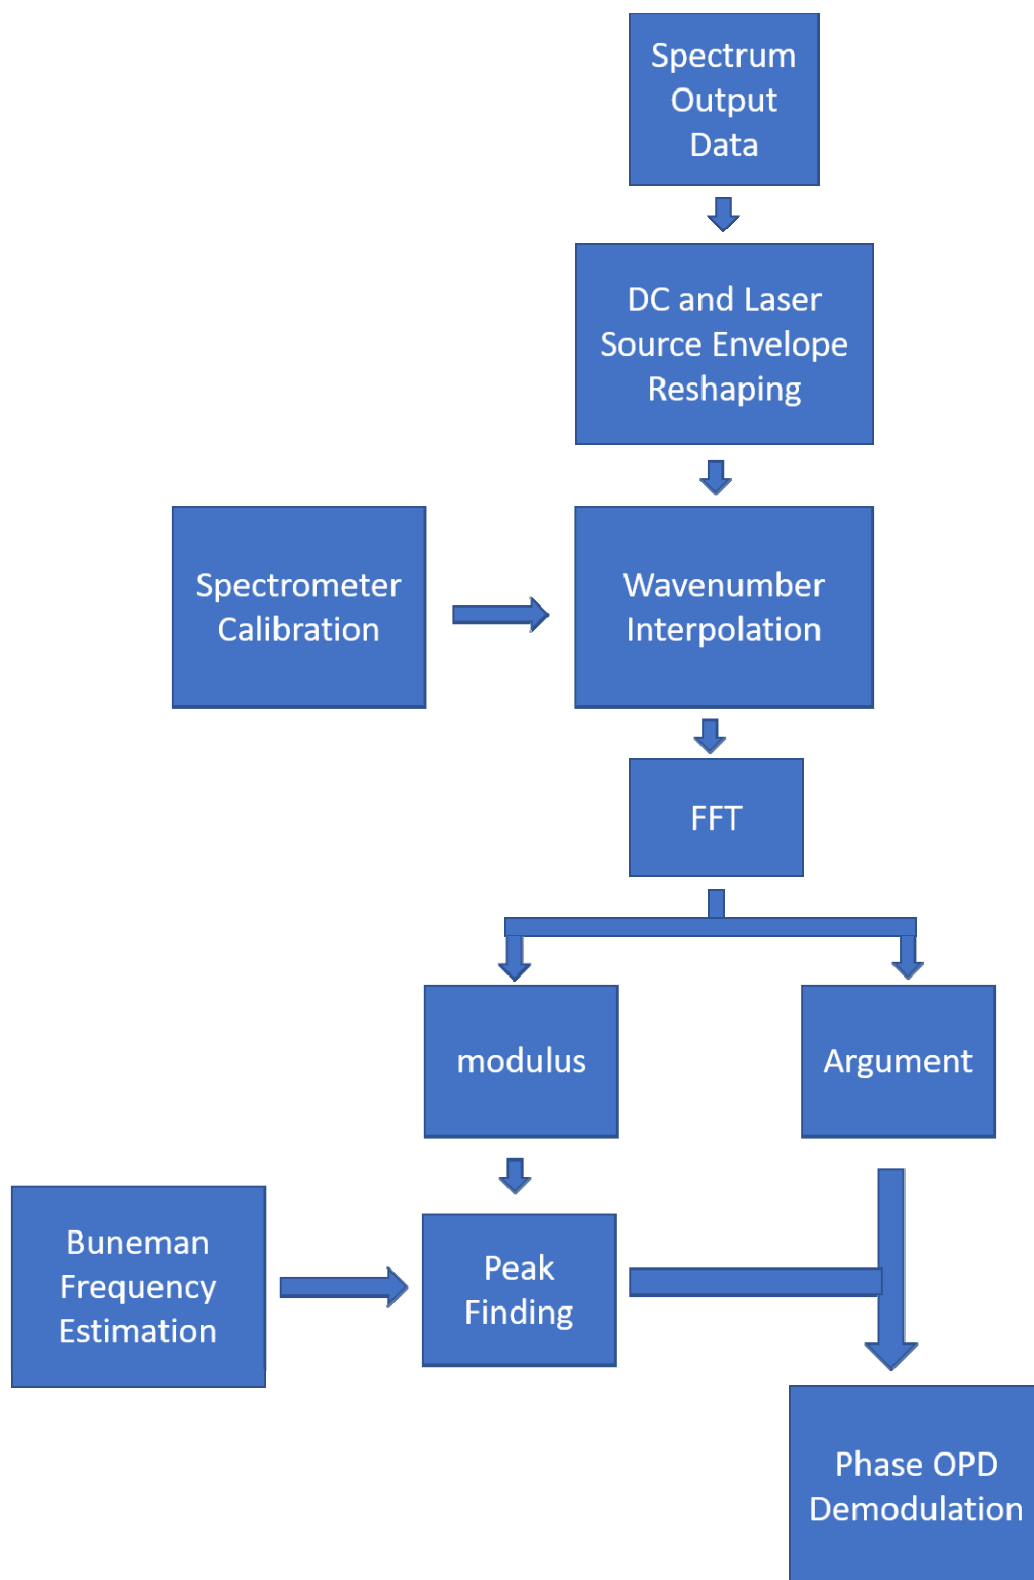 Spectrum
Output
Data
DC and Laser
Source Envelope
Reshaping
Spectrometer
Calibration
Wavenumber
Interpolation
FFT
modulus
Argument
Buneman
Frequency
Estimation
Peak
Finding
Phase OPD
Demodulation